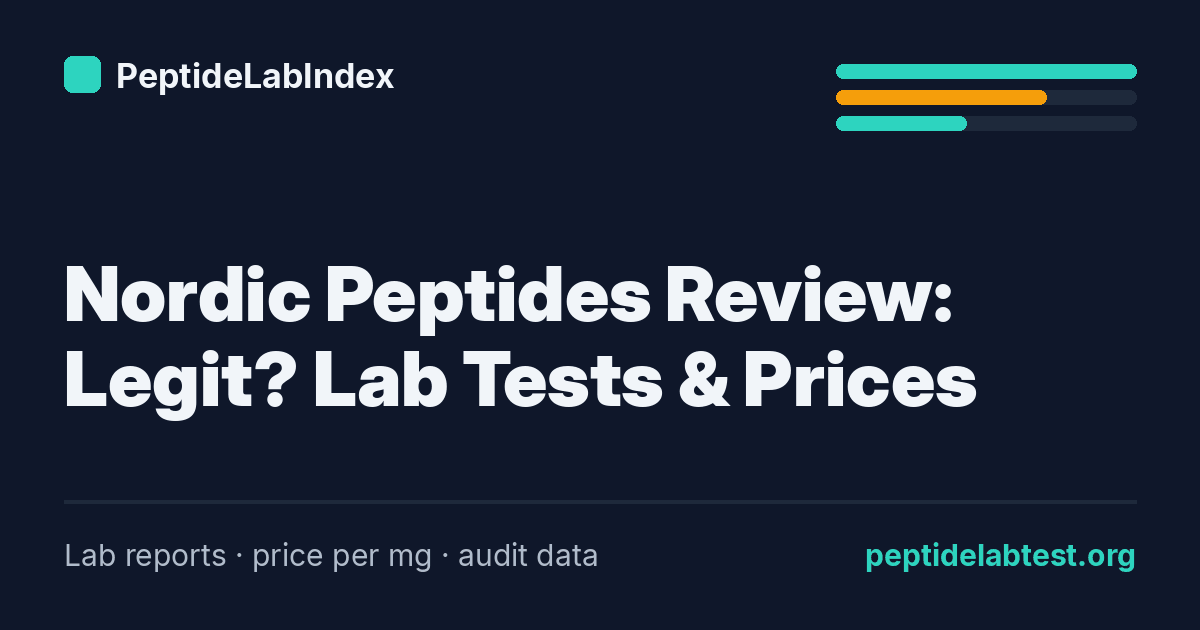 PeptideLabIndex
Nordic Peptides Review:
Legit? Lab Tests & Prices
Lab reports · price per mg · audit data
peptidelabtest.org